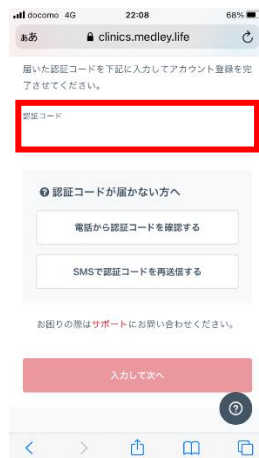 docomo 4G 22:08 68%
ぁあ clinics.medley.life
届いた認証コードを下記に入力してアカウント登録を完
了させてください。
認証コード
認証コードが届かない方へ
電話から認証コードを確認する
SMSで認証コードを再送信する
お困りの際はサポートにお問い合わせください。
入力して次へ